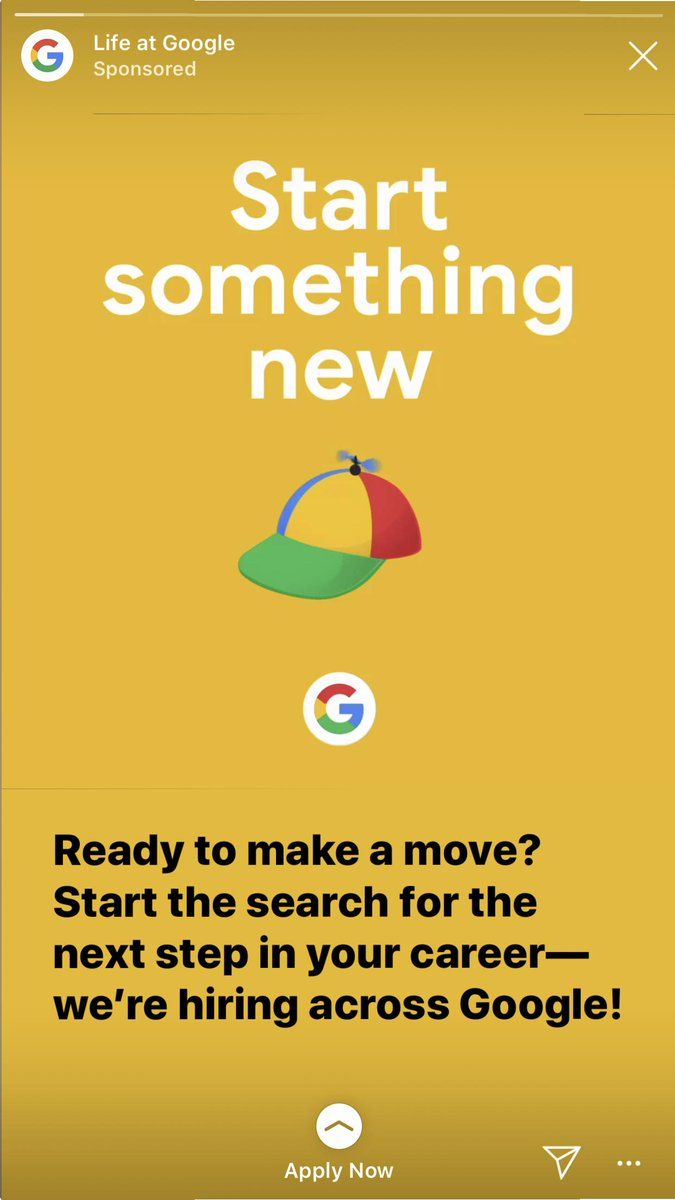 Life at Google
Sponsored
Start
something
new
Ready to make a move?
Start the search for the
next step in your career—
we’re hiring across Google!
Apply Now